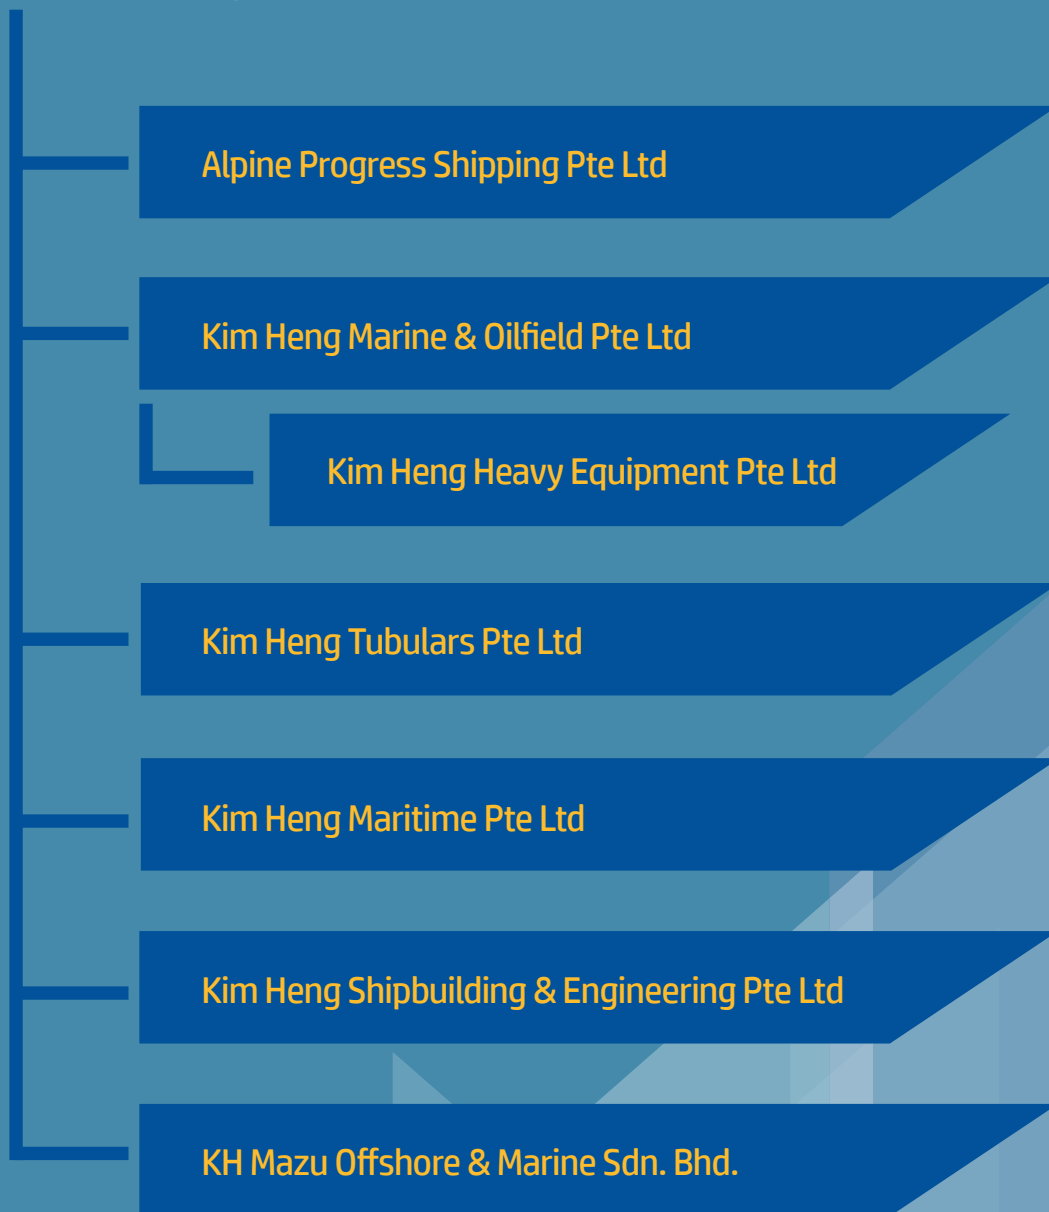 Alpine Progress Shipping Pte Ltd
Kim Heng Marine & Oilfield Pte Ltd
Kim Heng Heavy Equipment Pte Ltd
Kim Heng Tubulars Pte Ltd
Kim Heng Maritime Pte Ltd
Kim Heng Shipbuilding & Engineering Pte Ltd
KH Mazu Offshore & Marine Sdn. Bhd.